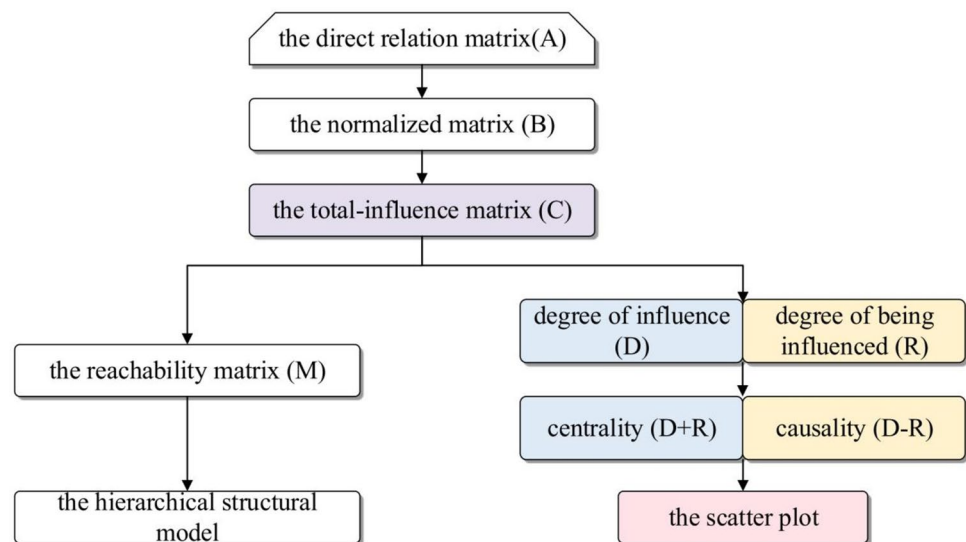 the direct relation matrix(A)
the normalized matrix (B)
the total-influence matrix (C)
degree of influence
(D)
degree of being
influenced (R)
the reachability matrix (M)
centrality (D+R)
causality (D-R)
the hierarchical structural
model
the scatter plot